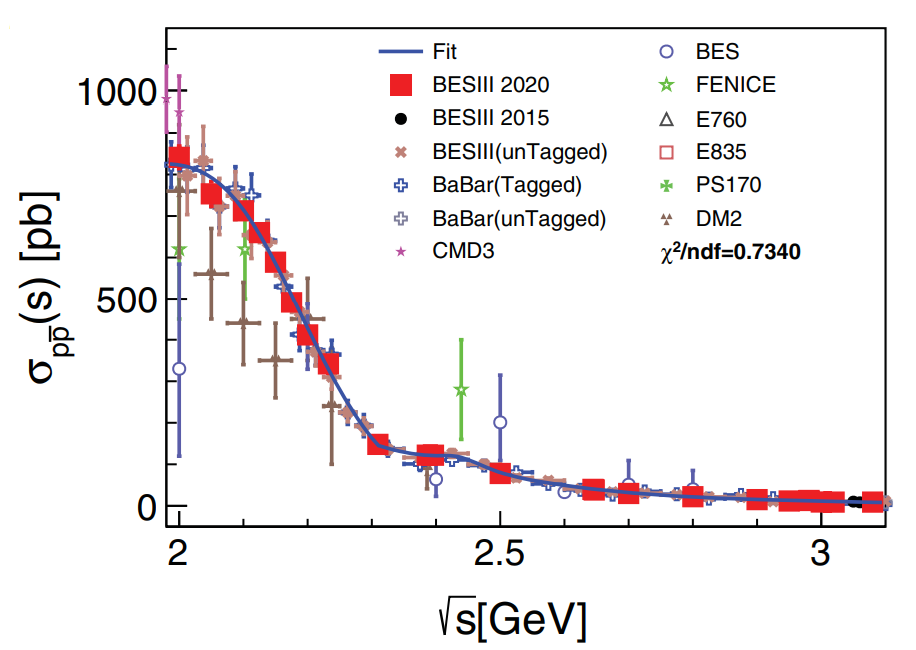 1000
500
0
σpp̅(s) [pb]
Fit
BESIII 2020
BESIII 2015
BESIII(unTagged)
BaBar(Tagged)
BaBar(unTagged)
CMD3
BES
FENICE
E760
E835
PS170
DM2
χ²/ndf=0.7340
2
2.5
3
√s[GeV]